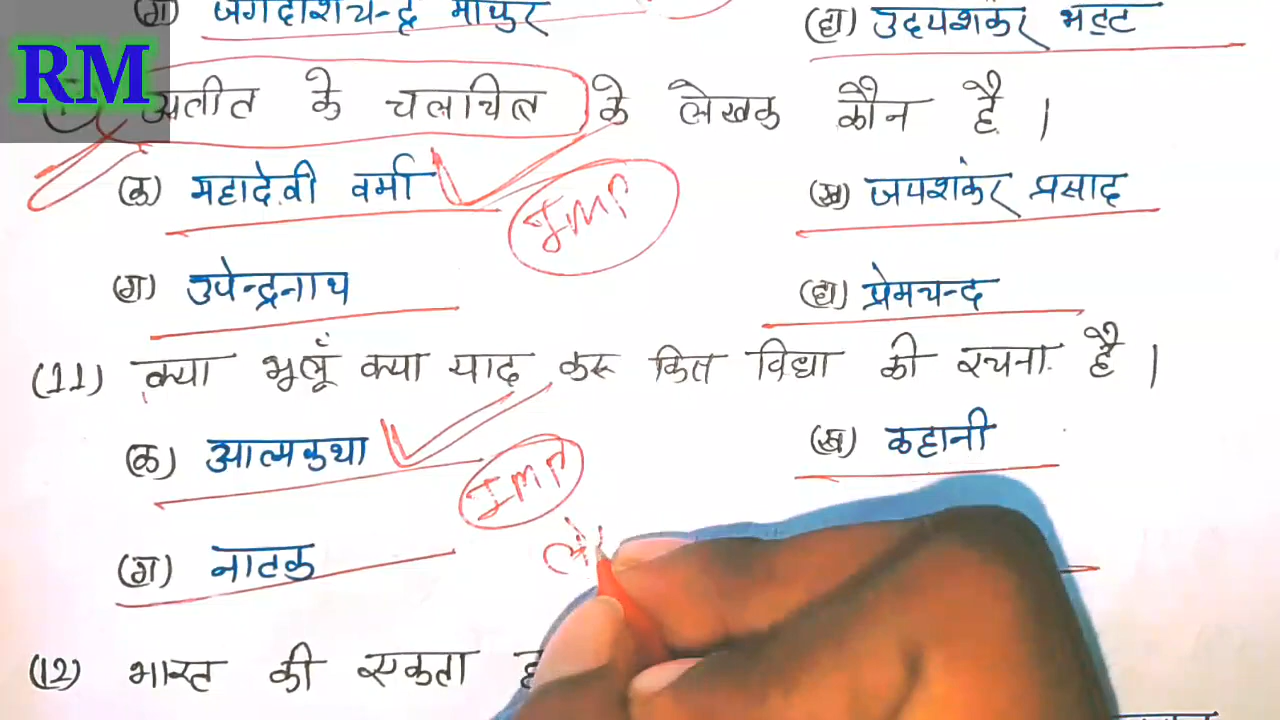 (ग) जगदीशचन्द्र माथुर (घ) उदयशंकर भट्ट
RM
अतीत के चलचित्र के लेखक कौन है।
(क) महादेवी वर्मा (ख) जयशंकर प्रसाद
IMP
(ग) उपेन्द्रनाथ (घ) प्रेमचन्द
(11) क्या भूलूँ क्या याद करू किस विधा की रचना है।
(क) आत्मकथा (ख) कहानी
IMP
(ग) नाटक
(12) भारत की एकता